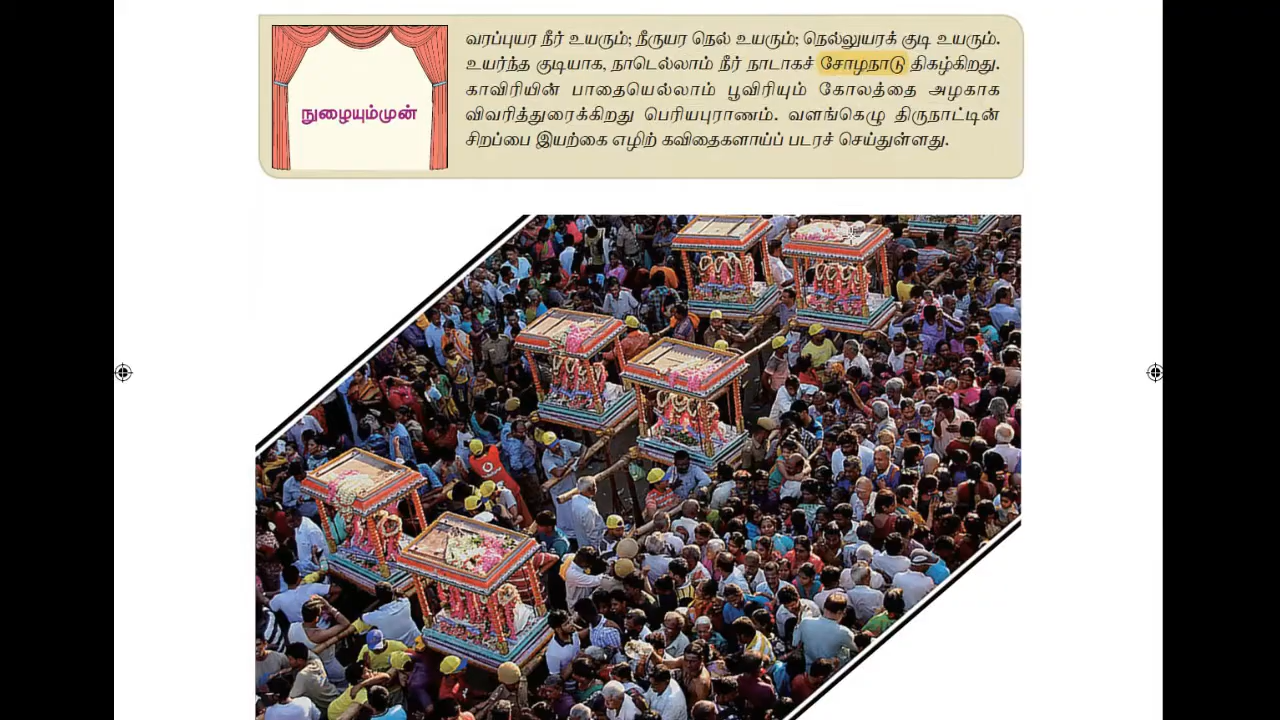 நுழையும்முன்
வரப்புயர நீர் உயரும்; நீருயர நெல் உயரும்; நெல்லுயரக் குடி உயரும்.
உயர்ந்த குடியாக, நாடெல்லாம் நீர் நாடாகச் சோழநாடு திகழ்கிறது.
காவிரியின் பாதையெல்லாம் பூவிரியும் கோலத்தை அழகாக
விவரித்துரைக்கிறது பெரியபுராணம். வளங்கெழு திருநாட்டின்
சிறப்பை இயற்கை எழிற் கவிதைகளாய்ப் படரச் செய்துள்ளது.